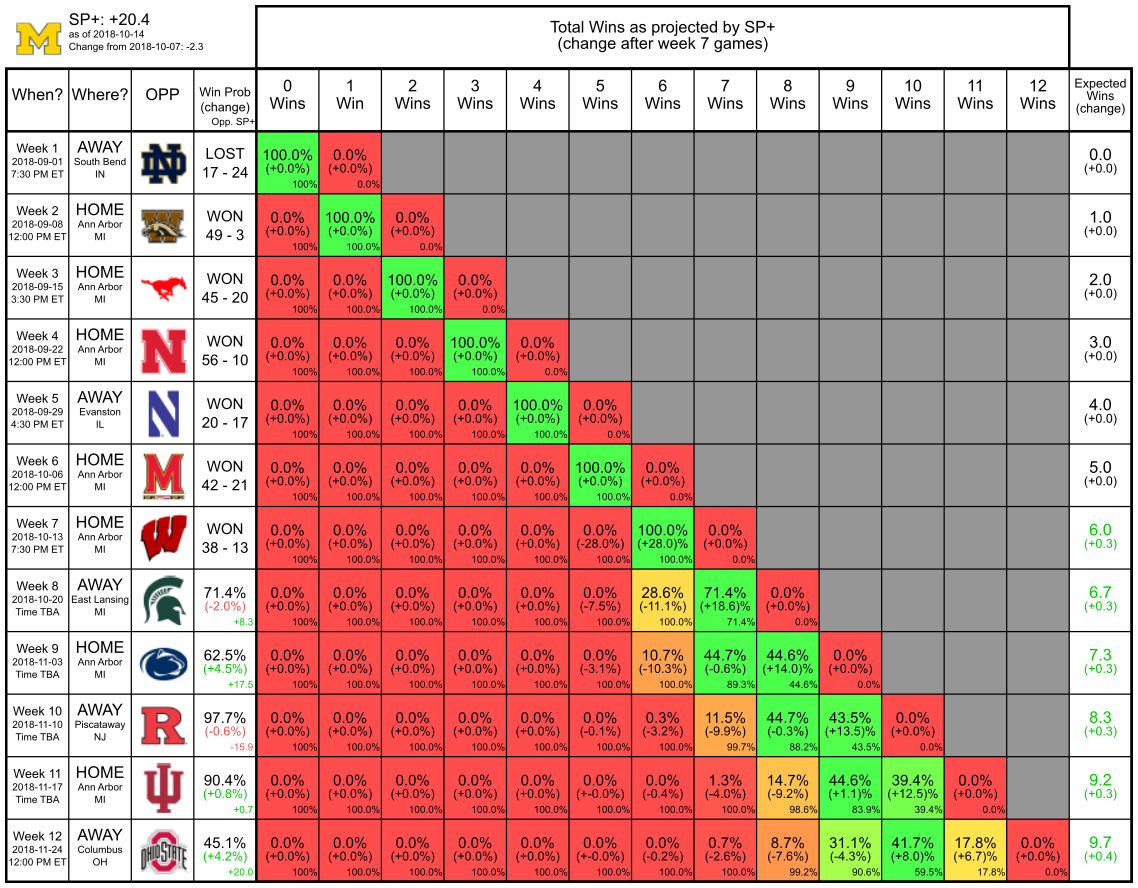 M
SP+: +20.4
as of 2018-10-14
Change from 2018-10-07: -2.3
Total Wins as projected by SP+
(change after week 7 games)
When? Where? OPP Win Prob (change) Opp. SP+ 0 Wins 1 Win 2 Wins 3 Wins 4 Wins 5 Wins 6 Wins 7 Wins 8 Wins 9 Wins 10 Wins 11 Wins 12 Wins Expected Wins (change)
Week 1 AWAY ND LOST 100.0% 0.0% 0.0
2018-09-01 South Bend 17 - 24 (+0.0%) (+0.0%) (+0.0)
7:30 PM ET IN 100% 0.0%
Week 2 HOME W WON 0.0% 100.0% 0.0% 1.0
2018-09-08 Ann Arbor 49 - 3 (+0.0%) (+0.0%) (+0.0%) (+0.0)
12:00 PM ET MI 100% 100.0% 0.0%
Week 3 HOME WON 0.0% 0.0% 100.0% 0.0% 2.0
2018-09-15 Ann Arbor 45 - 20 (+0.0%) (+0.0%) (+0.0%) (+0.0%) (+0.0)
3:30 PM ET MI 100% 100.0% 100.0% 0.0%
Week 4 HOME N WON 0.0% 0.0% 0.0% 100.0% 0.0% 3.0
2018-09-22 Ann Arbor 56 - 10 (+0.0%) (+0.0%) (+0.0%) (+0.0%) (+0.0%) (+0.0)
12:00 PM ET MI 100% 100.0% 100.0% 100.0% 0.0%
Week 5 AWAY N WON 0.0% 0.0% 0.0% 0.0% 100.0% 0.0% 4.0
2018-09-29 Evanston 20 - 17 (+0.0%) (+0.0%) (+0.0%) (+0.0%) (+0.0%) (+0.0%) (+0.0)
4:30 PM ET IL 100% 100.0% 100.0% 100.0% 100.0% 0.0%
Week 6 HOME M WON 0.0% 0.0% 0.0% 0.0% 0.0% 100.0% 0.0% 5.0
2018-10-06 Ann Arbor 42 - 21 (+0.0%) (+0.0%) (+0.0%) (+0.0%) (+0.0%) (+0.0%) (+0.0%) (+0.0)
12:00 PM ET MI 100% 100.0% 100.0% 100.0% 100.0% 100.0% 0.0%
Week 7 HOME W WON 0.0% 0.0% 0.0% 0.0% 0.0% 0.0% 100.0% 0.0% 6.0
2018-10-13 Ann Arbor 38 - 13 (+0.0%) (+0.0%) (+0.0%) (+0.0%) (+0.0%) (-28.0%) (+28.0)% (+0.0%) (+0.3)
7:30 PM ET MI 100% 100.0% 100.0% 100.0% 100.0% 100.0% 100.0% 0.0%
Week 8 AWAY 71.4% 0.0% 0.0% 0.0% 0.0% 0.0% 0.0% 28.6% 71.4% 0.0% 6.7
2018-10-20 East Lansing (-2.0%) (+0.0%) (+0.0%) (+0.0%) (+0.0%) (+0.0%) (-7.5%) (-11.1%) (+18.6)% (+0.0%) (+0.3)
Time TBA MI +8.3 100% 100.0% 100.0% 100.0% 100.0% 100.0% 100.0% 71.4% 0.0%
Week 9 HOME 62.5% 0.0% 0.0% 0.0% 0.0% 0.0% 0.0% 10.7% 44.7% 44.6% 0.0% 7.3
2018-11-03 Ann Arbor (+4.5%) (+0.0%) (+0.0%) (+0.0%) (+0.0%) (+0.0%) (-3.1%) (-10.3%) (-0.6%) (+14.0)% (+0.0%) (+0.3)
Time TBA MI +17.5 100% 100.0% 100.0% 100.0% 100.0% 100.0% 100.0% 89.3% 44.6% 0.0%
Week 10 AWAY R 97.7% 0.0% 0.0% 0.0% 0.0% 0.0% 0.0% 0.3% 11.5% 44.7% 43.5% 0.0% 8.3
2018-11-10 Piscataway (-0.6%) (+0.0%) (+0.0%) (+0.0%) (+0.0%) (+0.0%) (-0.1%) (-3.2%) (-9.9%) (-0.3%) (+13.5)% (+0.0%) (+0.3)
Time TBA NJ -15.9 100% 100.0% 100.0% 100.0% 100.0% 100.0% 100.0% 99.7% 88.2% 43.5% 0.0%
Week 11 HOME IU 90.4% 0.0% 0.0% 0.0% 0.0% 0.0% 0.0% 0.0% 1.3% 14.7% 44.6% 39.4% 0.0% 9.2
2018-11-17 Ann Arbor (+0.8%) (+0.0%) (+0.0%) (+0.0%) (+0.0%) (+0.0%) (+-0.0%) (-0.4%) (-4.0%) (-9.2%) (+1.1)% (+12.5)% (+0.0%) (+0.3)
Time TBA MI +0.7 100% 100.0% 100.0% 100.0% 100.0% 100.0% 100.0% 100.0% 98.6% 83.9% 39.4% 0.0%
Week 12 AWAY OHIO STATE 45.1% 0.0% 0.0% 0.0% 0.0% 0.0% 0.0% 0.0% 0.7% 8.7% 31.1% 41.7% 17.8% 0.0% 9.7
2018-11-24 Columbus (+4.2%) (+0.0%) (+0.0%) (+0.0%) (+0.0%) (+0.0%) (+-0.0%) (-0.2%) (-2.6%) (-7.6%) (-4.3%) (+8.0)% (+6.7)% (+0.0%) (+0.4)
12:00 PM ET OH +20.0 100% 100.0% 100.0% 100.0% 100.0% 100.0% 100.0% 100.0% 99.2% 90.6% 59.5% 17.8% 0.0%